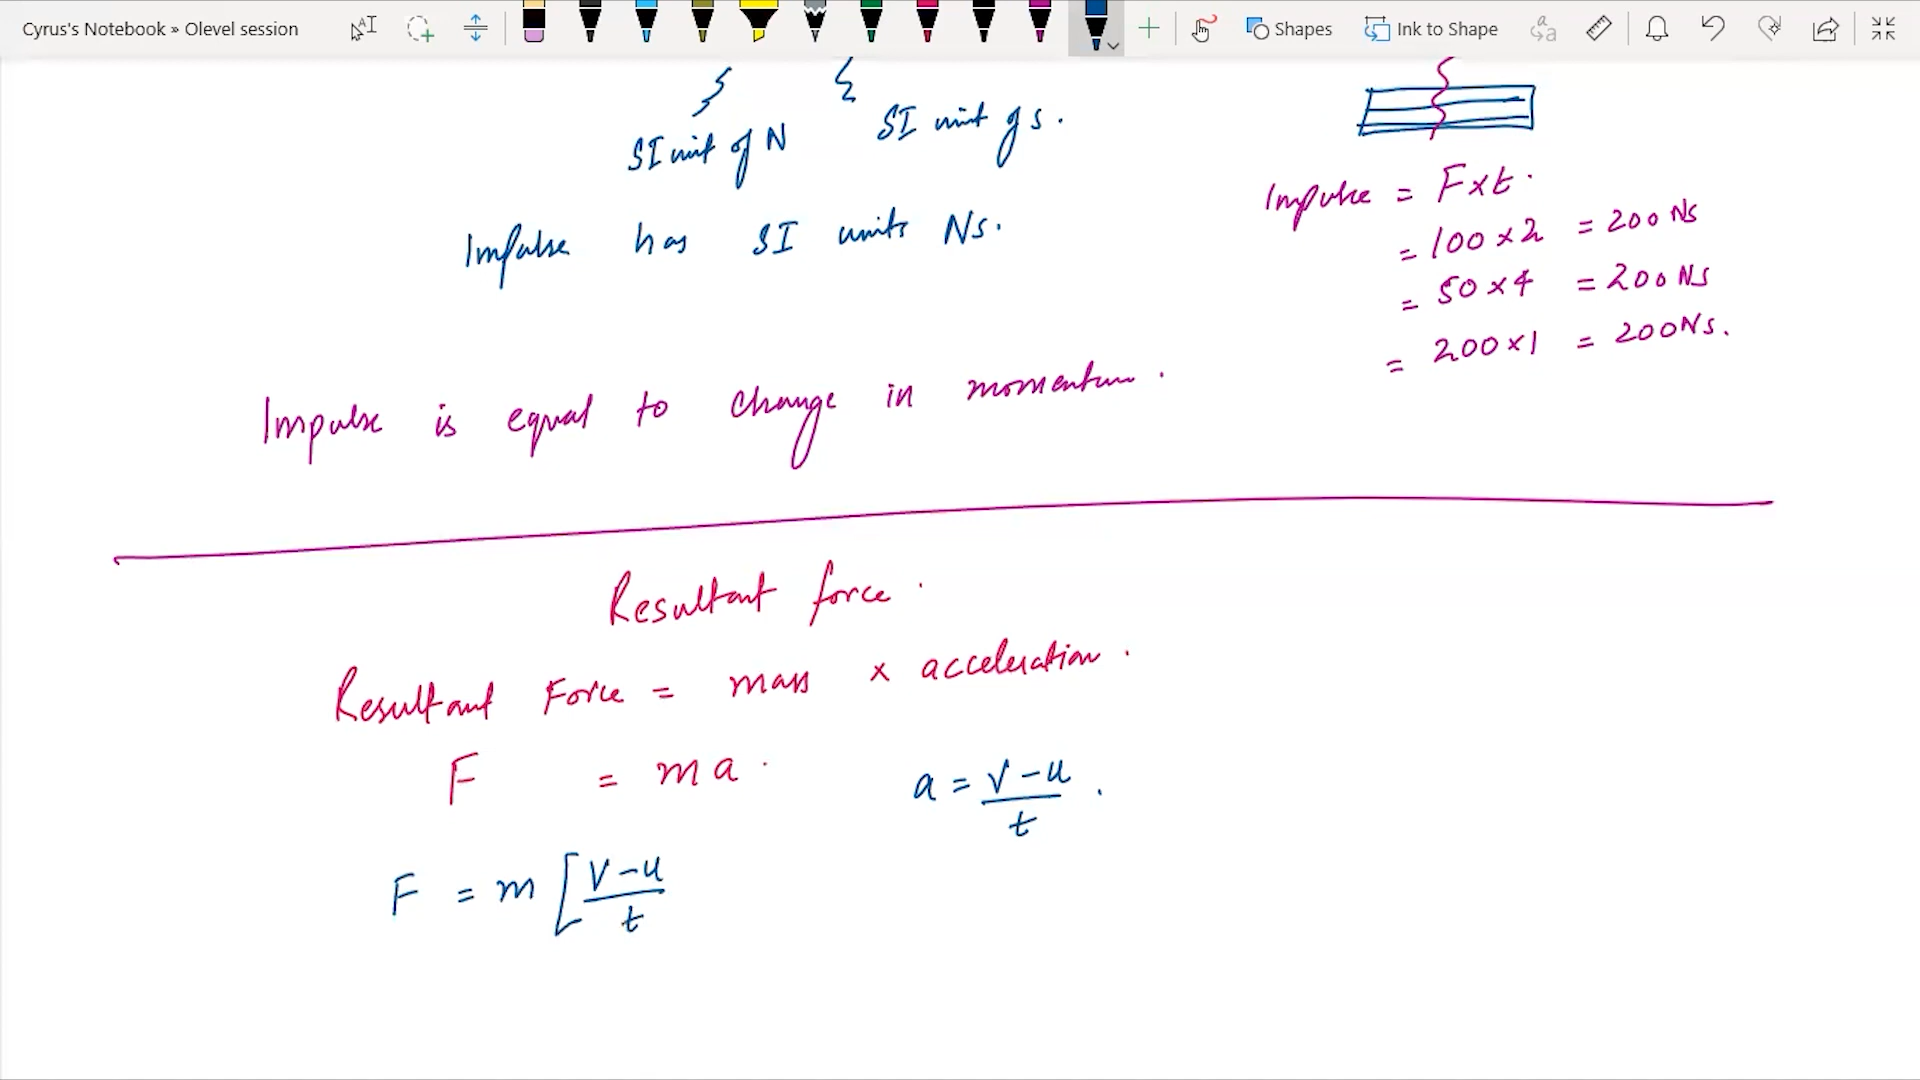 Cyrus's Notebook » Olevel session
Shapes
Ink to Shape
SI unit of N
SI unit of s.
Impulse has SI units Ns.
Impulse = F×t.
= 100 × 2 = 200 Ns
= 50 × 4 = 200 Ns
= 200 × 1 = 200Ns.
Impulse is equal to change in momentum.
Resultant force.
Resultant Force = mass × acceleration.
F = ma.
a = v-u/t.
F = m [v-u/t